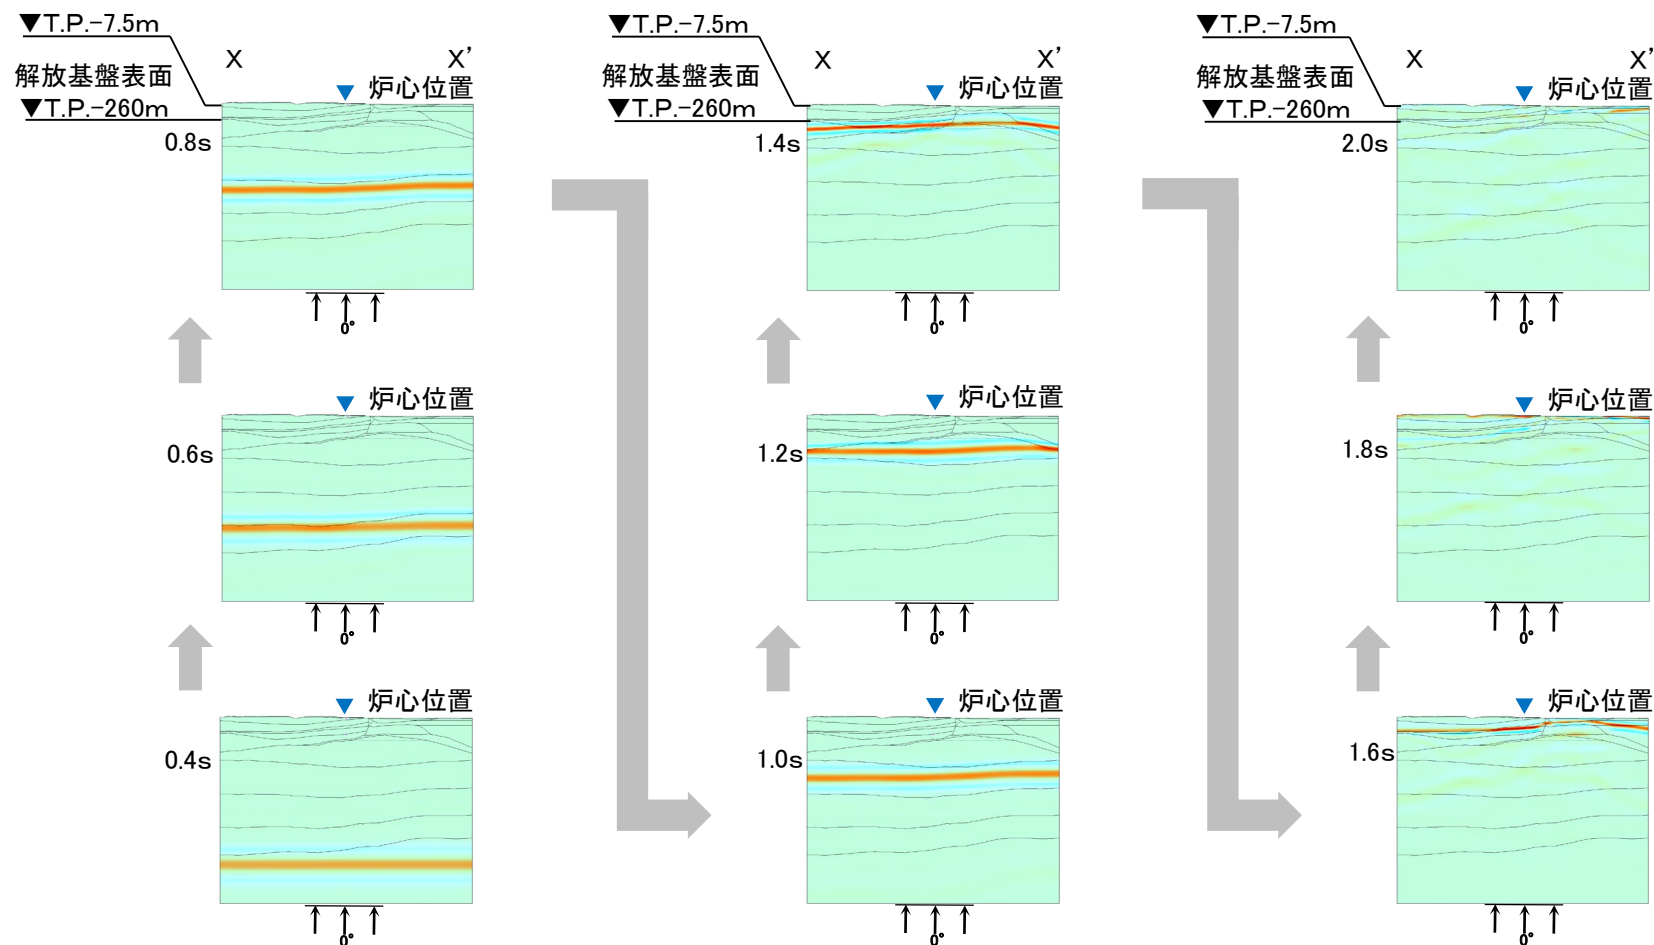 ▼T.P.-7.5m
X X'
解放基盤表面
▼T.P.-260m
炉心位置
0.8s
0°
炉心位置
0.6s
0°
炉心位置
0.4s
0°
▼T.P.-7.5m
X X'
解放基盤表面
▼T.P.-260m
炉心位置
1.4s
0°
炉心位置
1.2s
0°
炉心位置
1.0s
0°
▼T.P.-7.5m
X X'
解放基盤表面
▼T.P.-260m
炉心位置
2.0s
0°
炉心位置
1.8s
0°
炉心位置
1.6s
0°